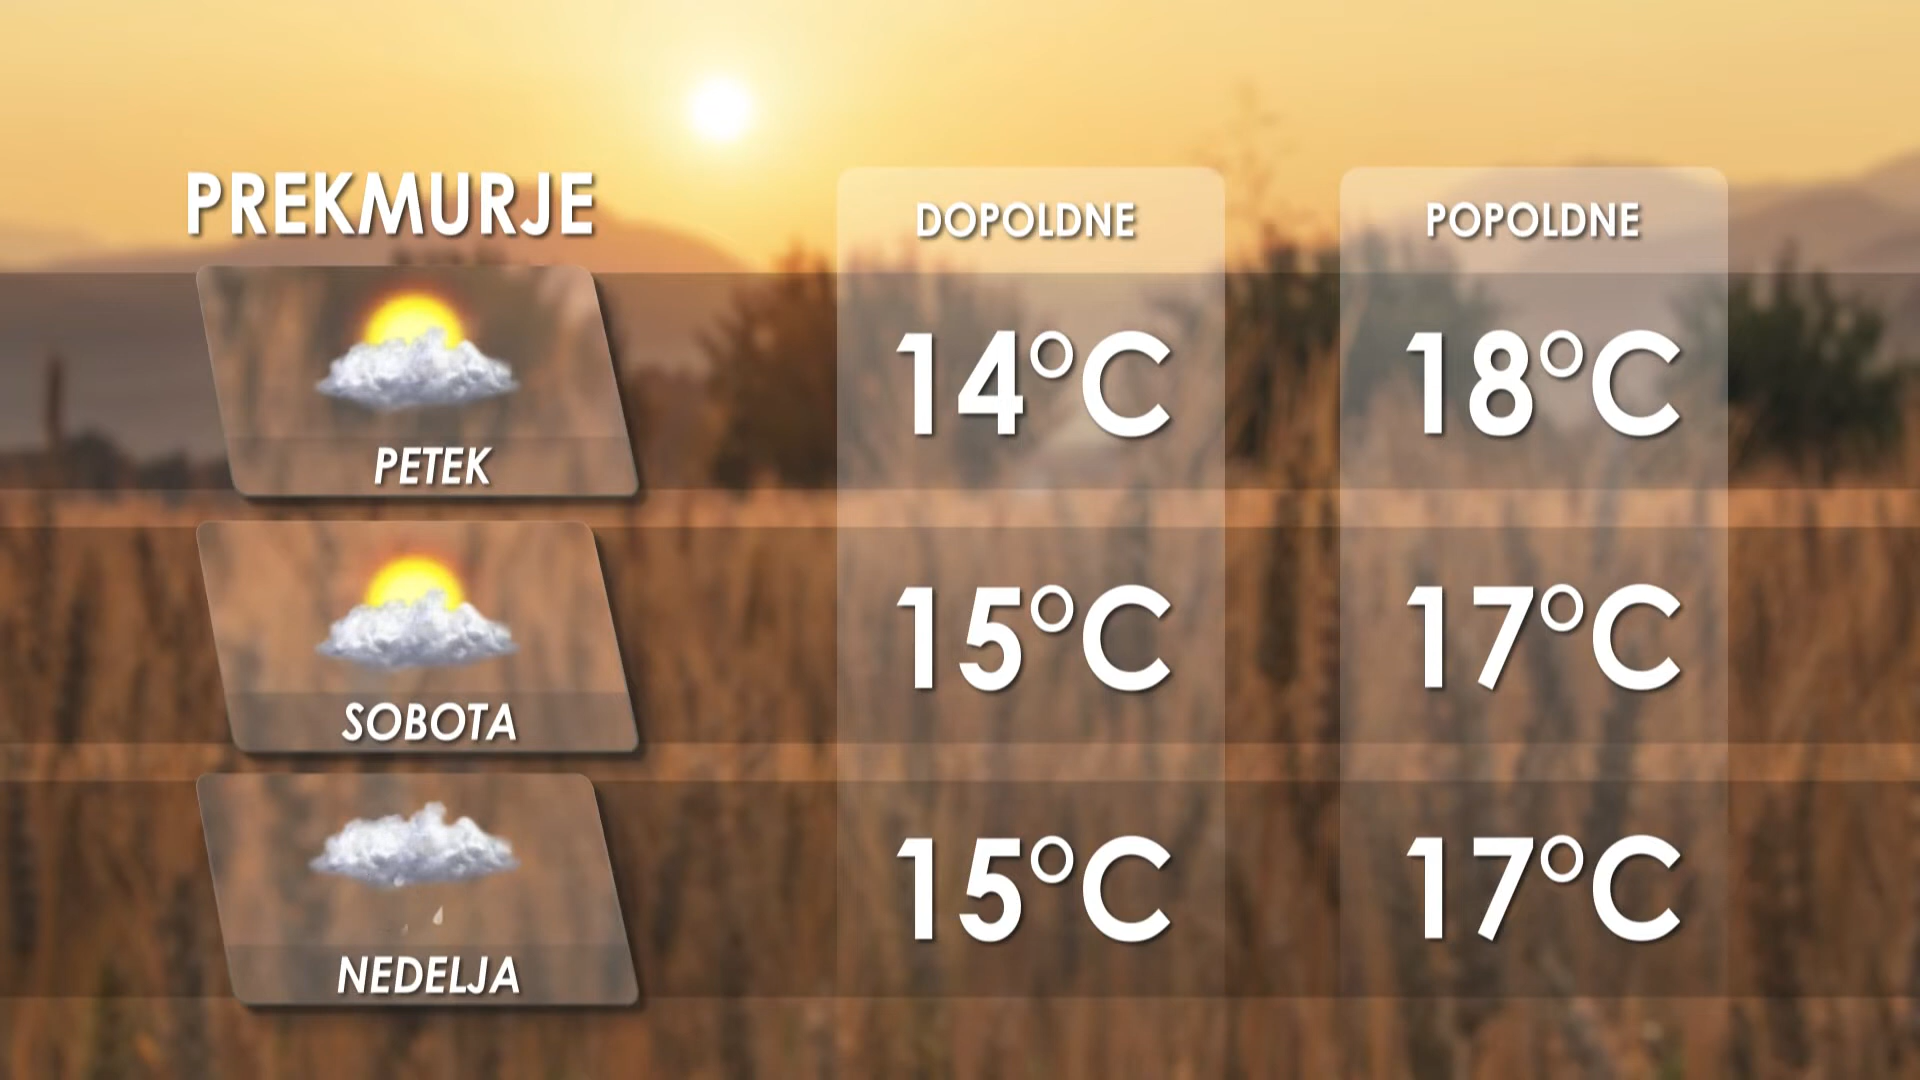 PREKMURJE
DOPOLDNE
POPOLDNE
PETEK
14°C
18°C
SOBOTA
15°C
17°C
NEDELJA
15°C
17°C